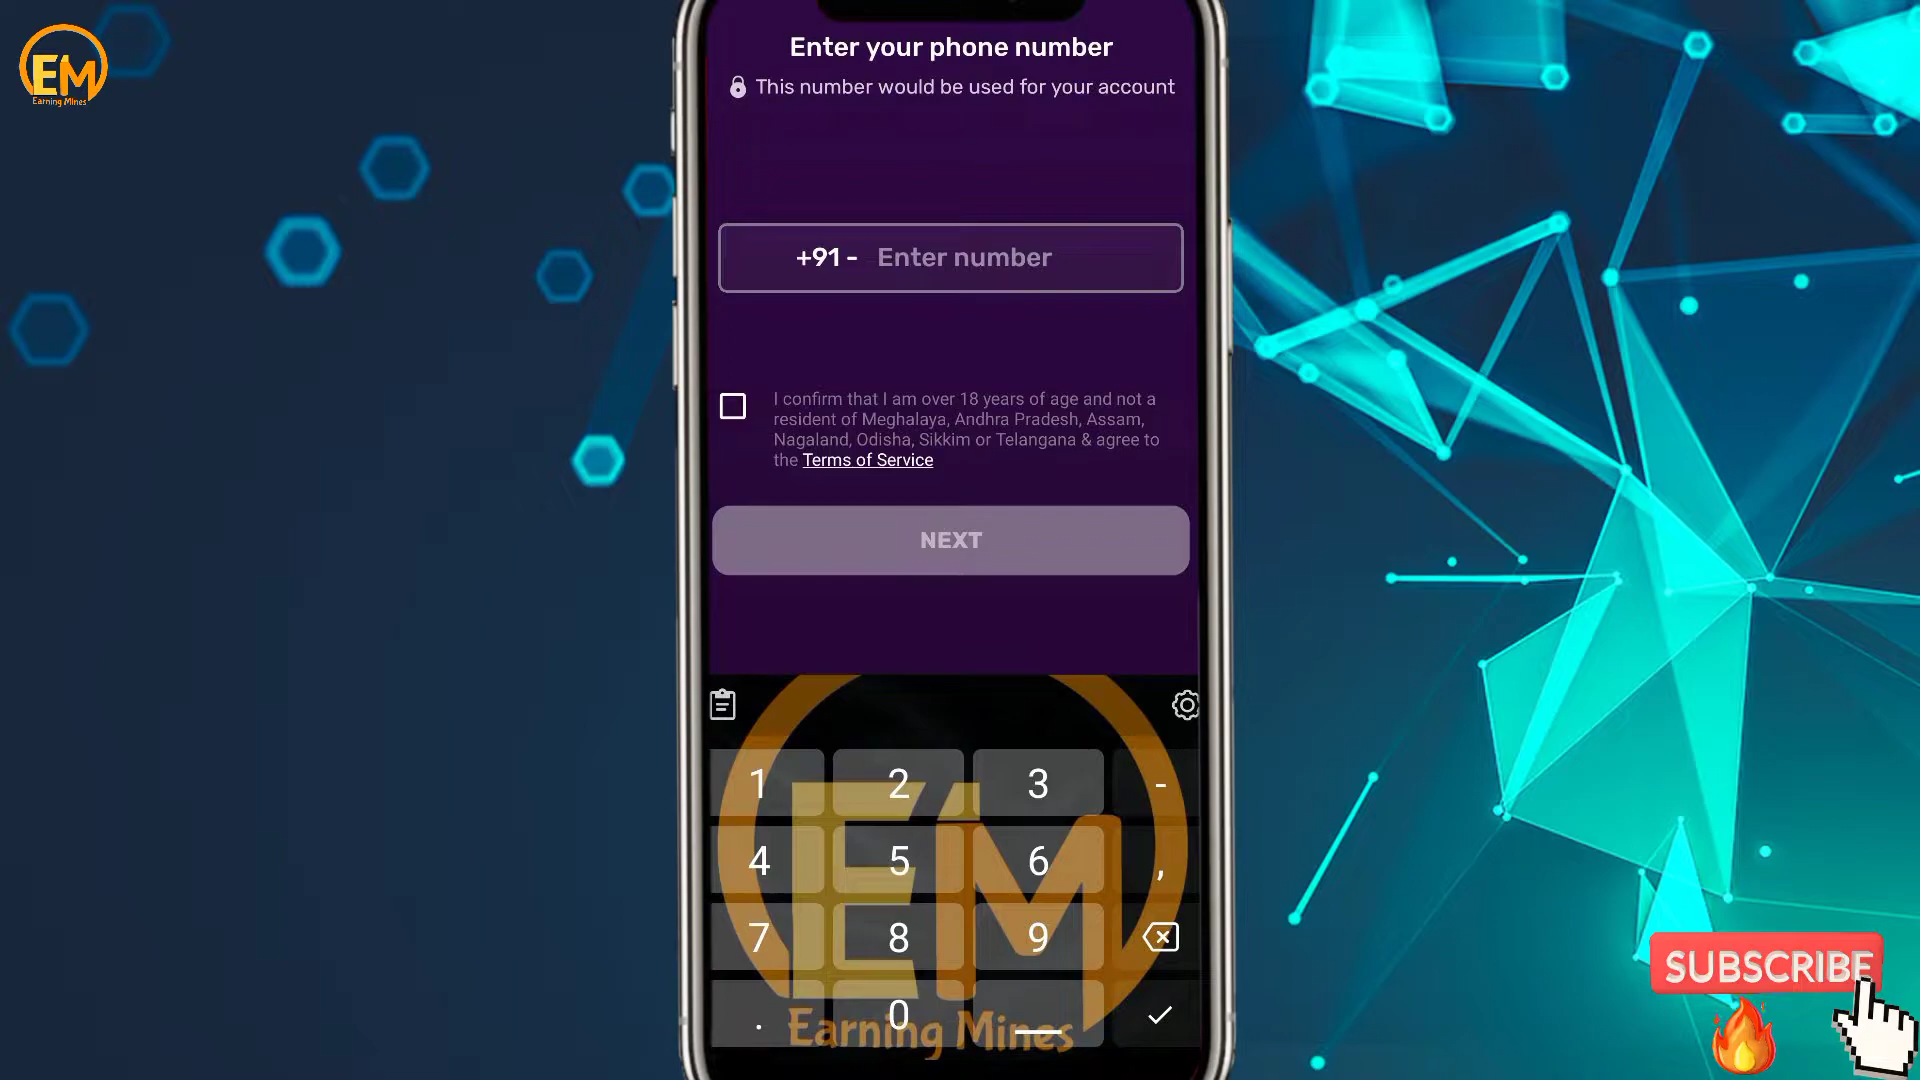 EM
Earning Mines
Enter your phone number
This number would be used for your account
+91 - Enter number
I confirm that I am over 18 years of age and not a
resident of Meghalaya, Andhra Pradesh, Assam,
Nagaland, Odisha, Sikkim or Telangana & agree to
the Terms of Service
NEXT
1 2 3 -
4 5 6 ,
7 8 9
. 0
EM
Earning Mines
SUBSCRIBE